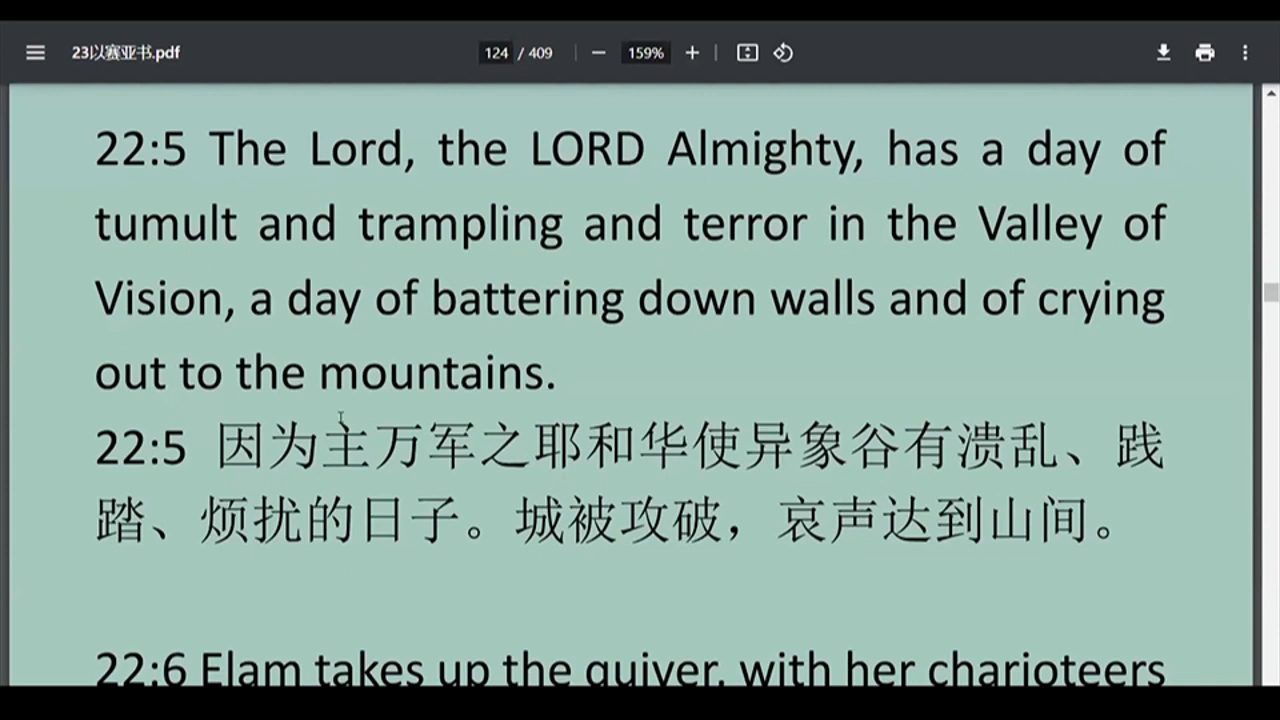 23以赛亚书.pdf
124 / 409
159%
22:5 The Lord, the LORD Almighty, has a day of
tumult and trampling and terror in the Valley of
Vision, a day of battering down walls and of crying
out to the mountains.
22:5 因为主万军之耶和华使异象谷有溃乱、践
踏、烦扰的日子。城被攻破，哀声达到山间。
22:6 Elam takes up the quiver, with her charioteers